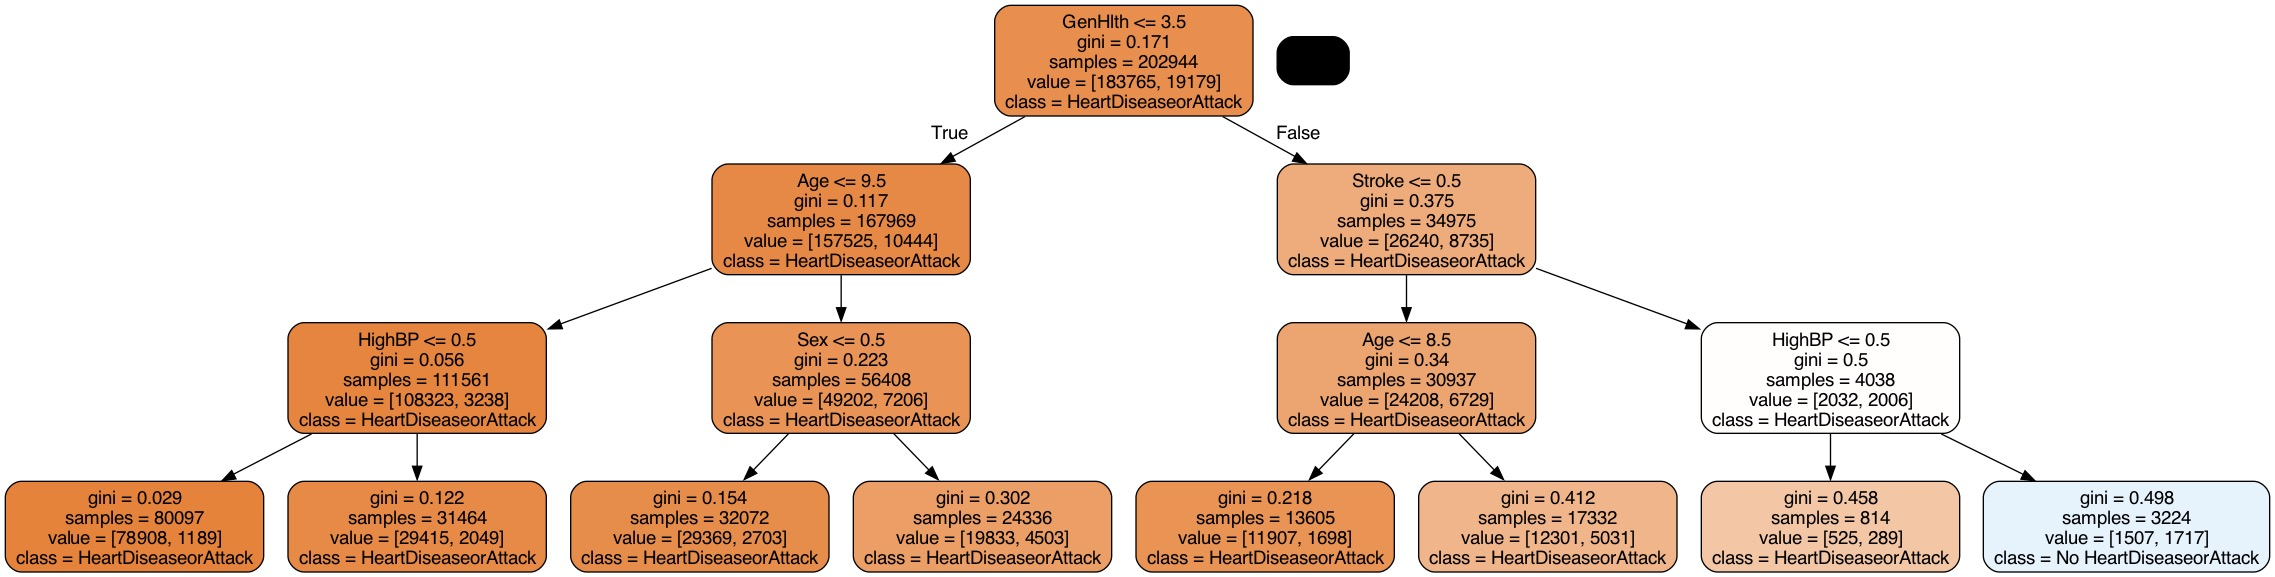 GenHlth <= 3.5
gini = 0.171
samples = 202944
value = [183765, 19179]
class = HeartDiseaseorAttack
True
False
Age <= 9.5
gini = 0.117
samples = 167969
value = [157525, 10444]
class = HeartDiseaseorAttack
Stroke <= 0.5
gini = 0.375
samples = 34975
value = [26240, 8735]
class = HeartDiseaseorAttack
HighBP <= 0.5
gini = 0.056
samples = 111561
value = [108323, 3238]
class = HeartDiseaseorAttack
Sex <= 0.5
gini = 0.223
samples = 56408
value = [49202, 7206]
class = HeartDiseaseorAttack
Age <= 8.5
gini = 0.34
samples = 30937
value = [24208, 6729]
class = HeartDiseaseorAttack
HighBP <= 0.5
gini = 0.5
samples = 4038
value = [2032, 2006]
class = HeartDiseaseorAttack
gini = 0.029
samples = 80097
value = [78908, 1189]
class = HeartDiseaseorAttack
gini = 0.122
samples = 31464
value = [29415, 2049]
class = HeartDiseaseorAttack
gini = 0.154
samples = 32072
value = [29369, 2703]
class = HeartDiseaseorAttack
gini = 0.302
samples = 24336
value = [19833, 4503]
class = HeartDiseaseorAttack
gini = 0.218
samples = 13605
value = [11907, 1698]
class = HeartDiseaseorAttack
gini = 0.412
samples = 17332
value = [12301, 5031]
class = HeartDiseaseorAttack
gini = 0.458
samples = 814
value = [525, 289]
class = HeartDiseaseorAttack
gini = 0.498
samples = 3224
value = [1507, 1717]
class = No HeartDiseaseorAttack